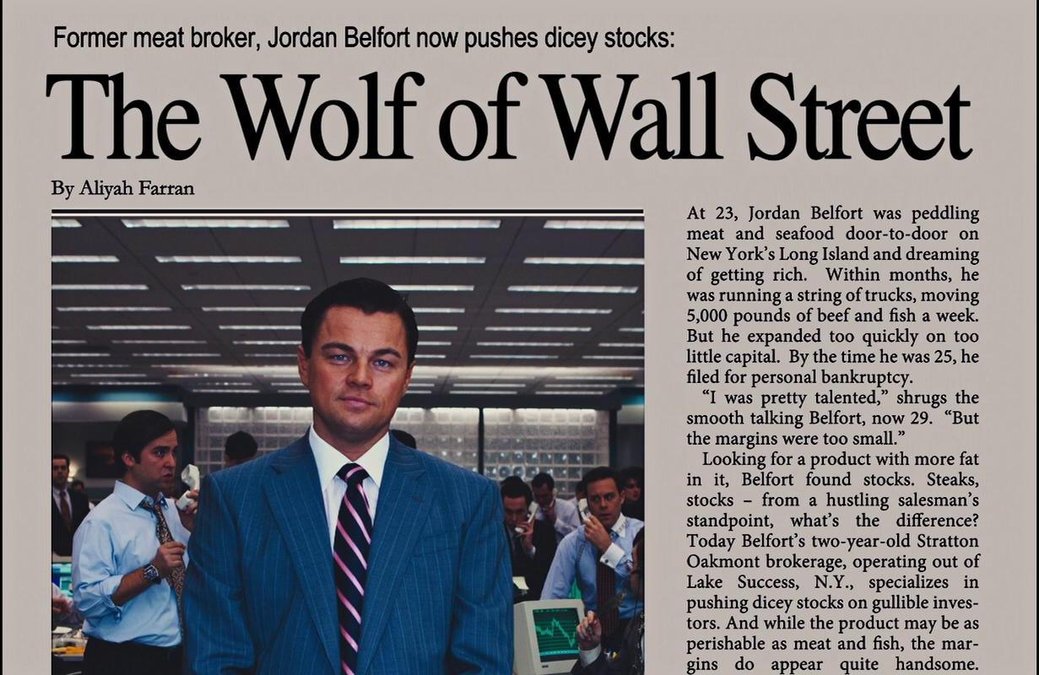 Former meat broker, Jordan Belfort now pushes dicey stocks:
The Wolf of Wall Street
By Aliyah Farran
At 23, Jordan Belfort was peddling
meat and seafood door-to-door on
New York's Long Island and dreaming
of getting rich. Within months, he
was running a string of trucks, moving
5,000 pounds of beef and fish a week.
But he expanded too quickly on too
little capital. By the time he was 25, he
filed for personal bankruptcy.
“I was pretty talented,” shrugs the
smooth talking Belfort, now 29. “But
the margins were too small.”
Looking for a product with more fat
in it, Belfort found stocks. Steaks,
stocks – from a hustling salesman's
standpoint, what's the difference?
Today Belfort's two-year-old Stratton
Oakmont brokerage, operating out of
Lake Success, N.Y., specializes in
pushing dicey stocks on gullible inves-
tors. And while the product may be as
perishable as meat and fish, the mar-
gins do appear quite handsome.